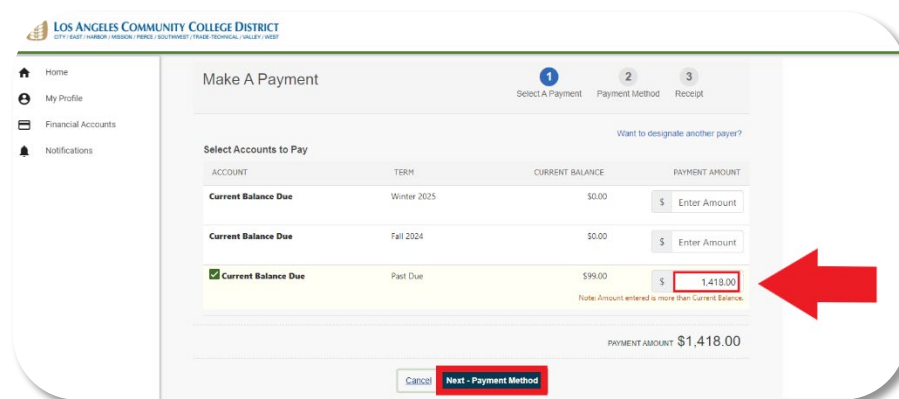 LOS ANGELES COMMUNITY COLLEGE DISTRICT
CITY / EAST / HARBOR / MISSION / PIERCE / SOUTHWEST / TRADE-TECHNICAL / VALLEY / WEST
Home
My Profile
Financial Accounts
Notifications
Make A Payment
1 2 3
Select A Payment Payment Method Receipt
Want to designate another payer?
Select Accounts to Pay
ACCOUNT TERM CURRENT BALANCE PAYMENT AMOUNT
Current Balance Due Winter 2025 $0.00 $ Enter Amount
Current Balance Due Fall 2024 $0.00 $ Enter Amount
Current Balance Due Past Due $99.00 $ 1,418.00
Note: Amount entered is more than Current Balance.
PAYMENT AMOUNT $1,418.00
Cancel Next - Payment Method